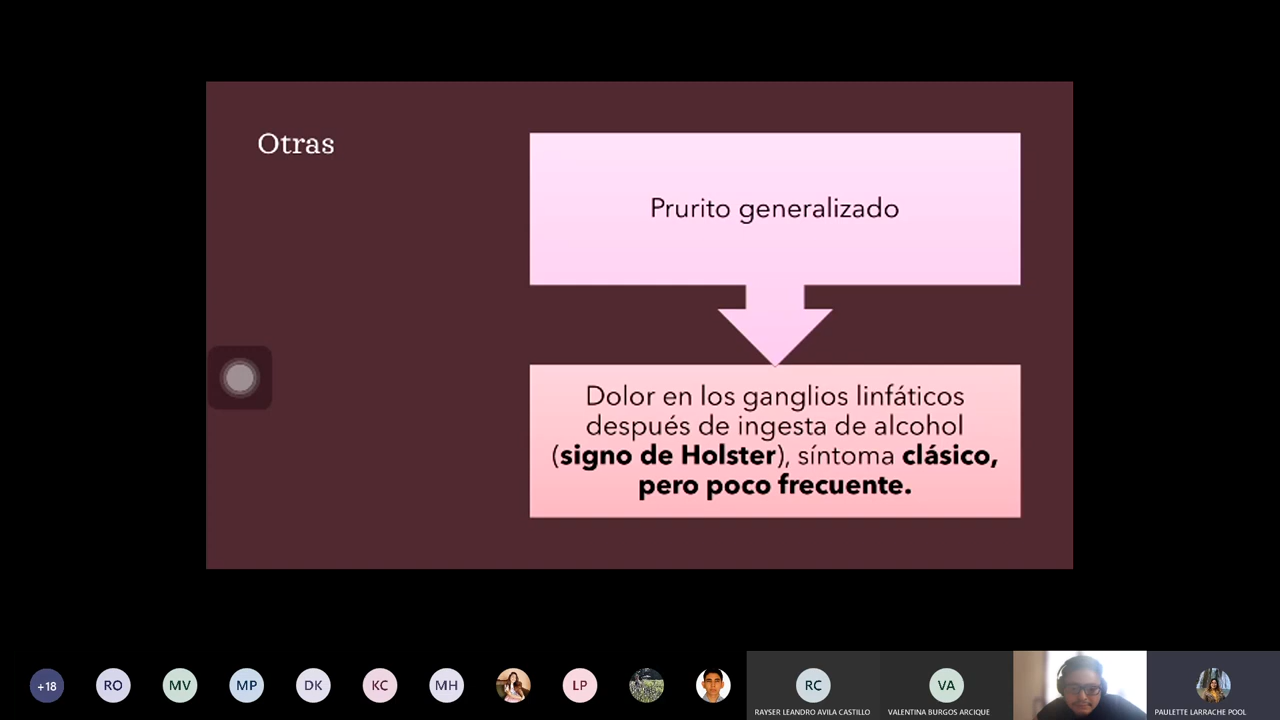 Otras
Prurito generalizado
Dolor en los ganglios linfáticos
después de ingesta de alcohol
(signo de Holster), síntoma clásico,
pero poco frecuente.
+18
RO
MV
MP
DK
KC
MH
LP
RC
VA
RAYSER LEANDRO AVILA CASTILLO
VALENTINA BURGOS ARCIQUE
PAULETTE LARRACHE POOL